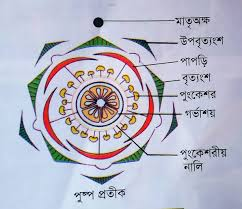 মাতৃঅক্ষ
উপবৃত্যংশ
পাপড়ি
বৃত্যংশ
পুংকেশর
গর্ভাশয়
পুংকেশরীয়
নালি
পুষ্প প্রতীক